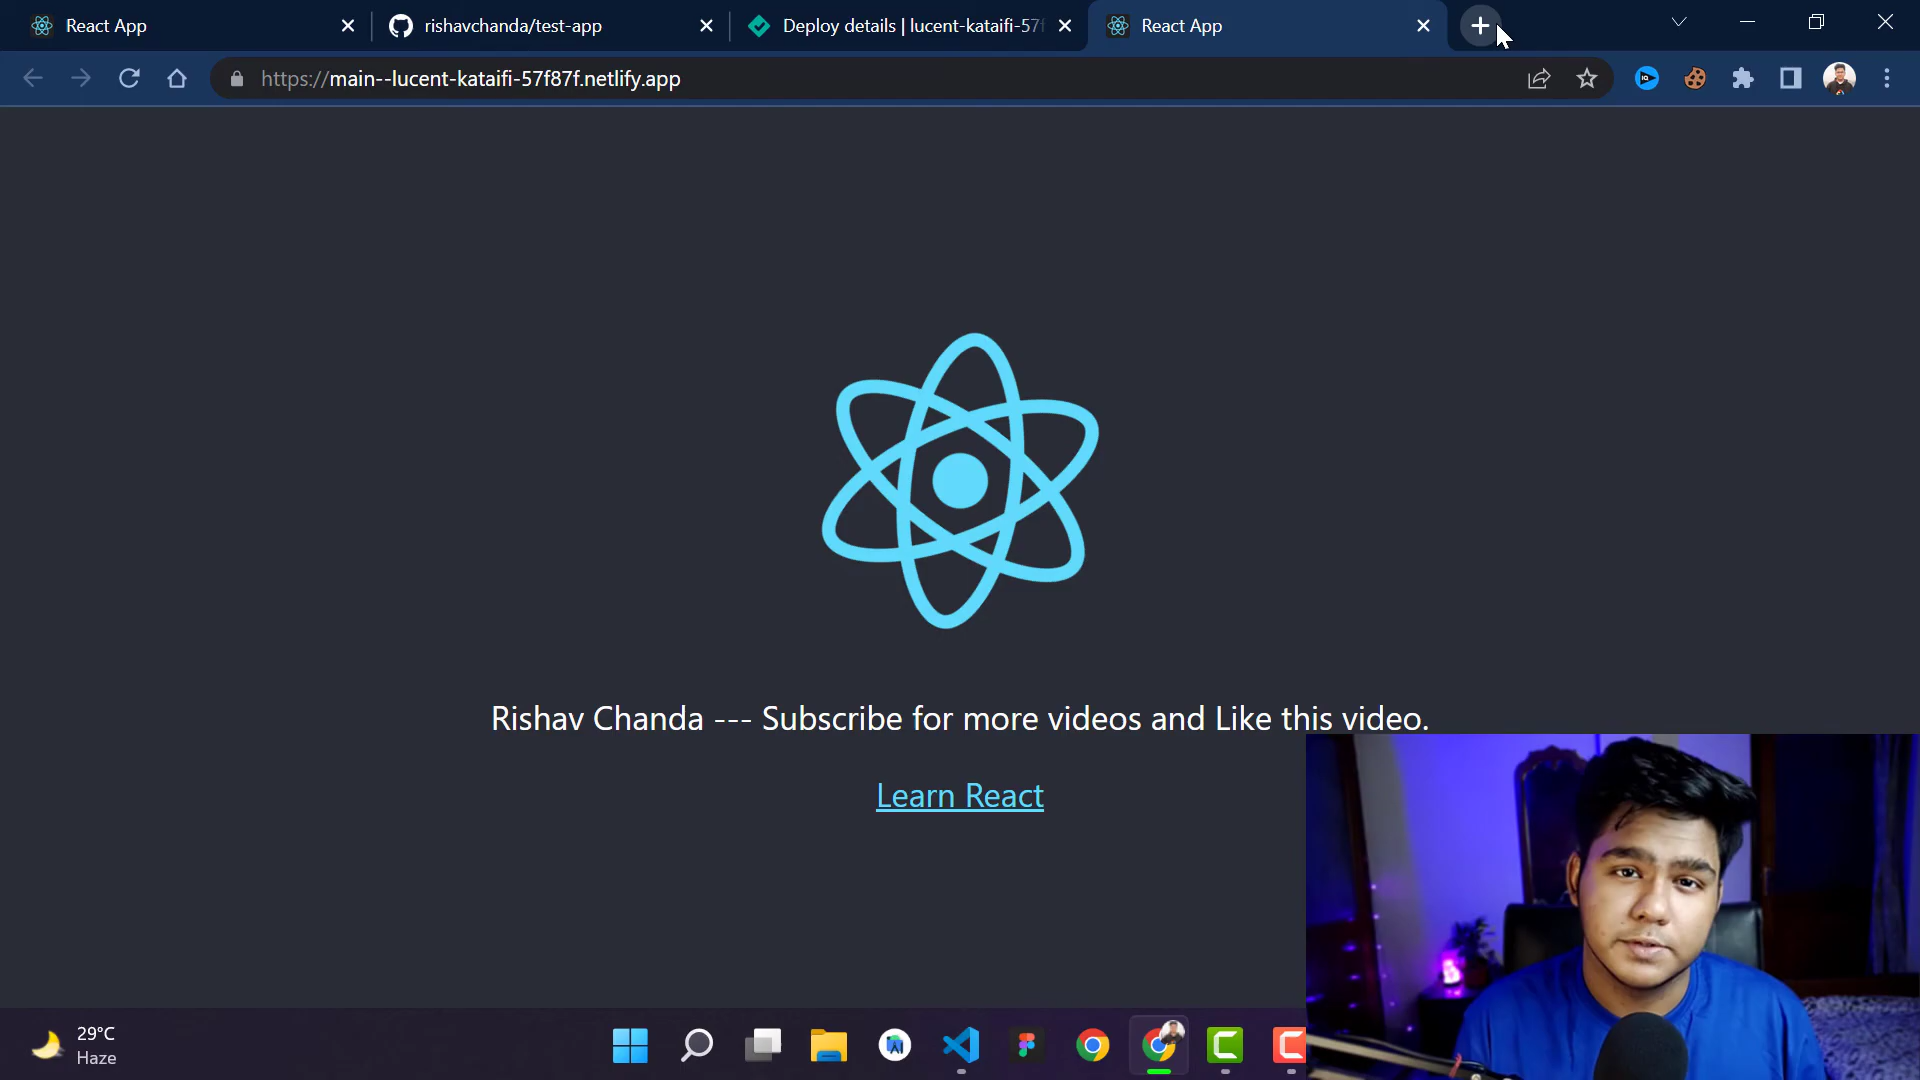 React App
rishavchanda/test-app
Deploy details | lucent-kataifi-57f
React App
https://main--lucent-kataifi-57f87f.netlify.app
Rishav Chanda --- Subscribe for more videos and Like this video.
Learn React
29°C
Haze